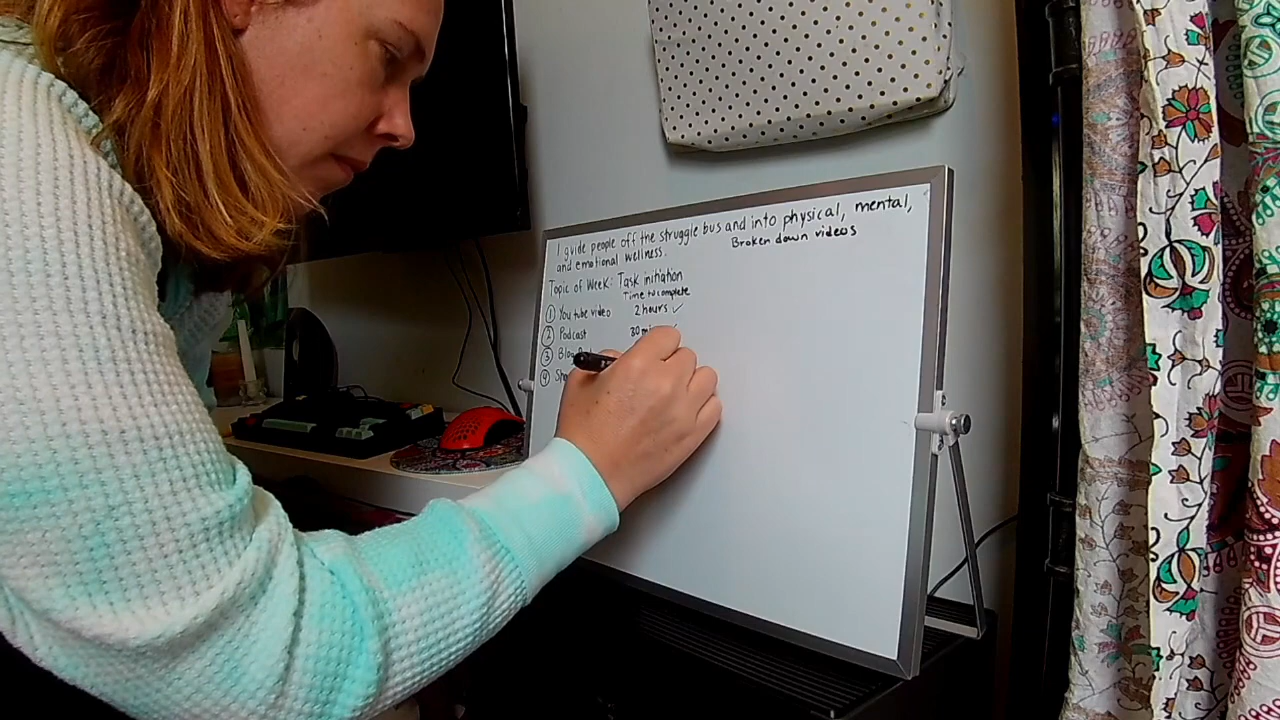 I guide people off the struggle bus and into physical, mental,
and emotional wellness.
Broken down videos
Topic of Week: Task initiation
Time to complete
① You tube video 2 hours ✓
② Podcast 30
③
④